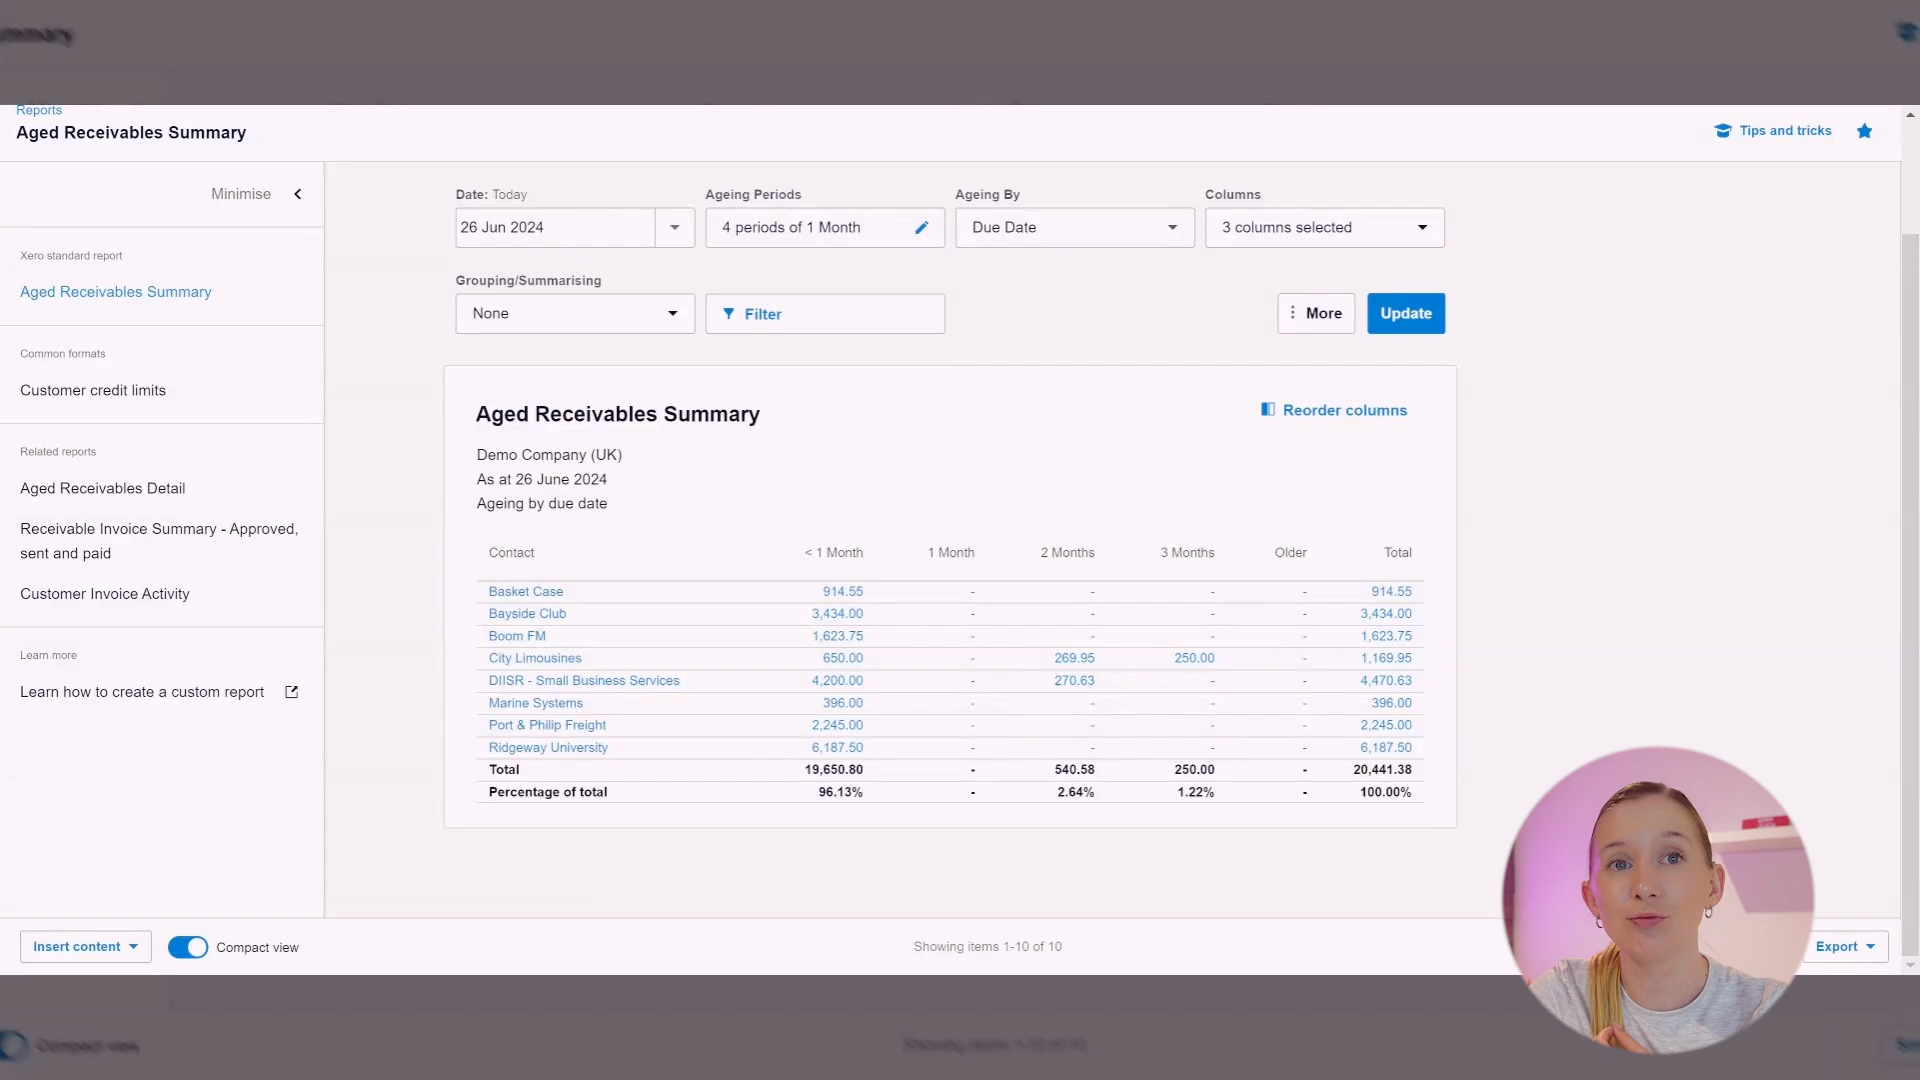 Reports
Aged Receivables Summary
Tips and tricks
Minimise
Xero standard report
Aged Receivables Summary
Common formats
Customer credit limits
Related reports
Aged Receivables Detail
Receivable Invoice Summary - Approved,
sent and paid
Customer Invoice Activity
Learn more
Learn how to create a custom report
Date: Today
Ageing Periods
Ageing By
Columns
26 Jun 2024
4 periods of 1 Month
Due Date
3 columns selected
Grouping/Summarising
None
Filter
More
Update
Aged Receivables Summary
Reorder columns
Demo Company (UK)
As at 26 June 2024
Ageing by due date
Contact < 1 Month 1 Month 2 Months 3 Months Older Total
Basket Case 914.55 - - - - 914.55
Bayside Club 3,434.00 - - - - 3,434.00
Boom FM 1,623.75 - - - - 1,623.75
City Limousines 650.00 - 269.95 250.00 - 1,169.95
DIISR - Small Business Services 4,200.00 - 270.63 - - 4,470.63
Marine Systems 396.00 - - - - 396.00
Port & Philip Freight 2,245.00 - - - - 2,245.00
Ridgeway University 6,187.50 - - - - 6,187.50
Total 19,650.80 - 540.58 250.00 - 20,441.38
Percentage of total 96.13% - 2.64% 1.22% - 100.00%
Insert content
Compact view
Showing items 1-10 of 10
Export
Compact view